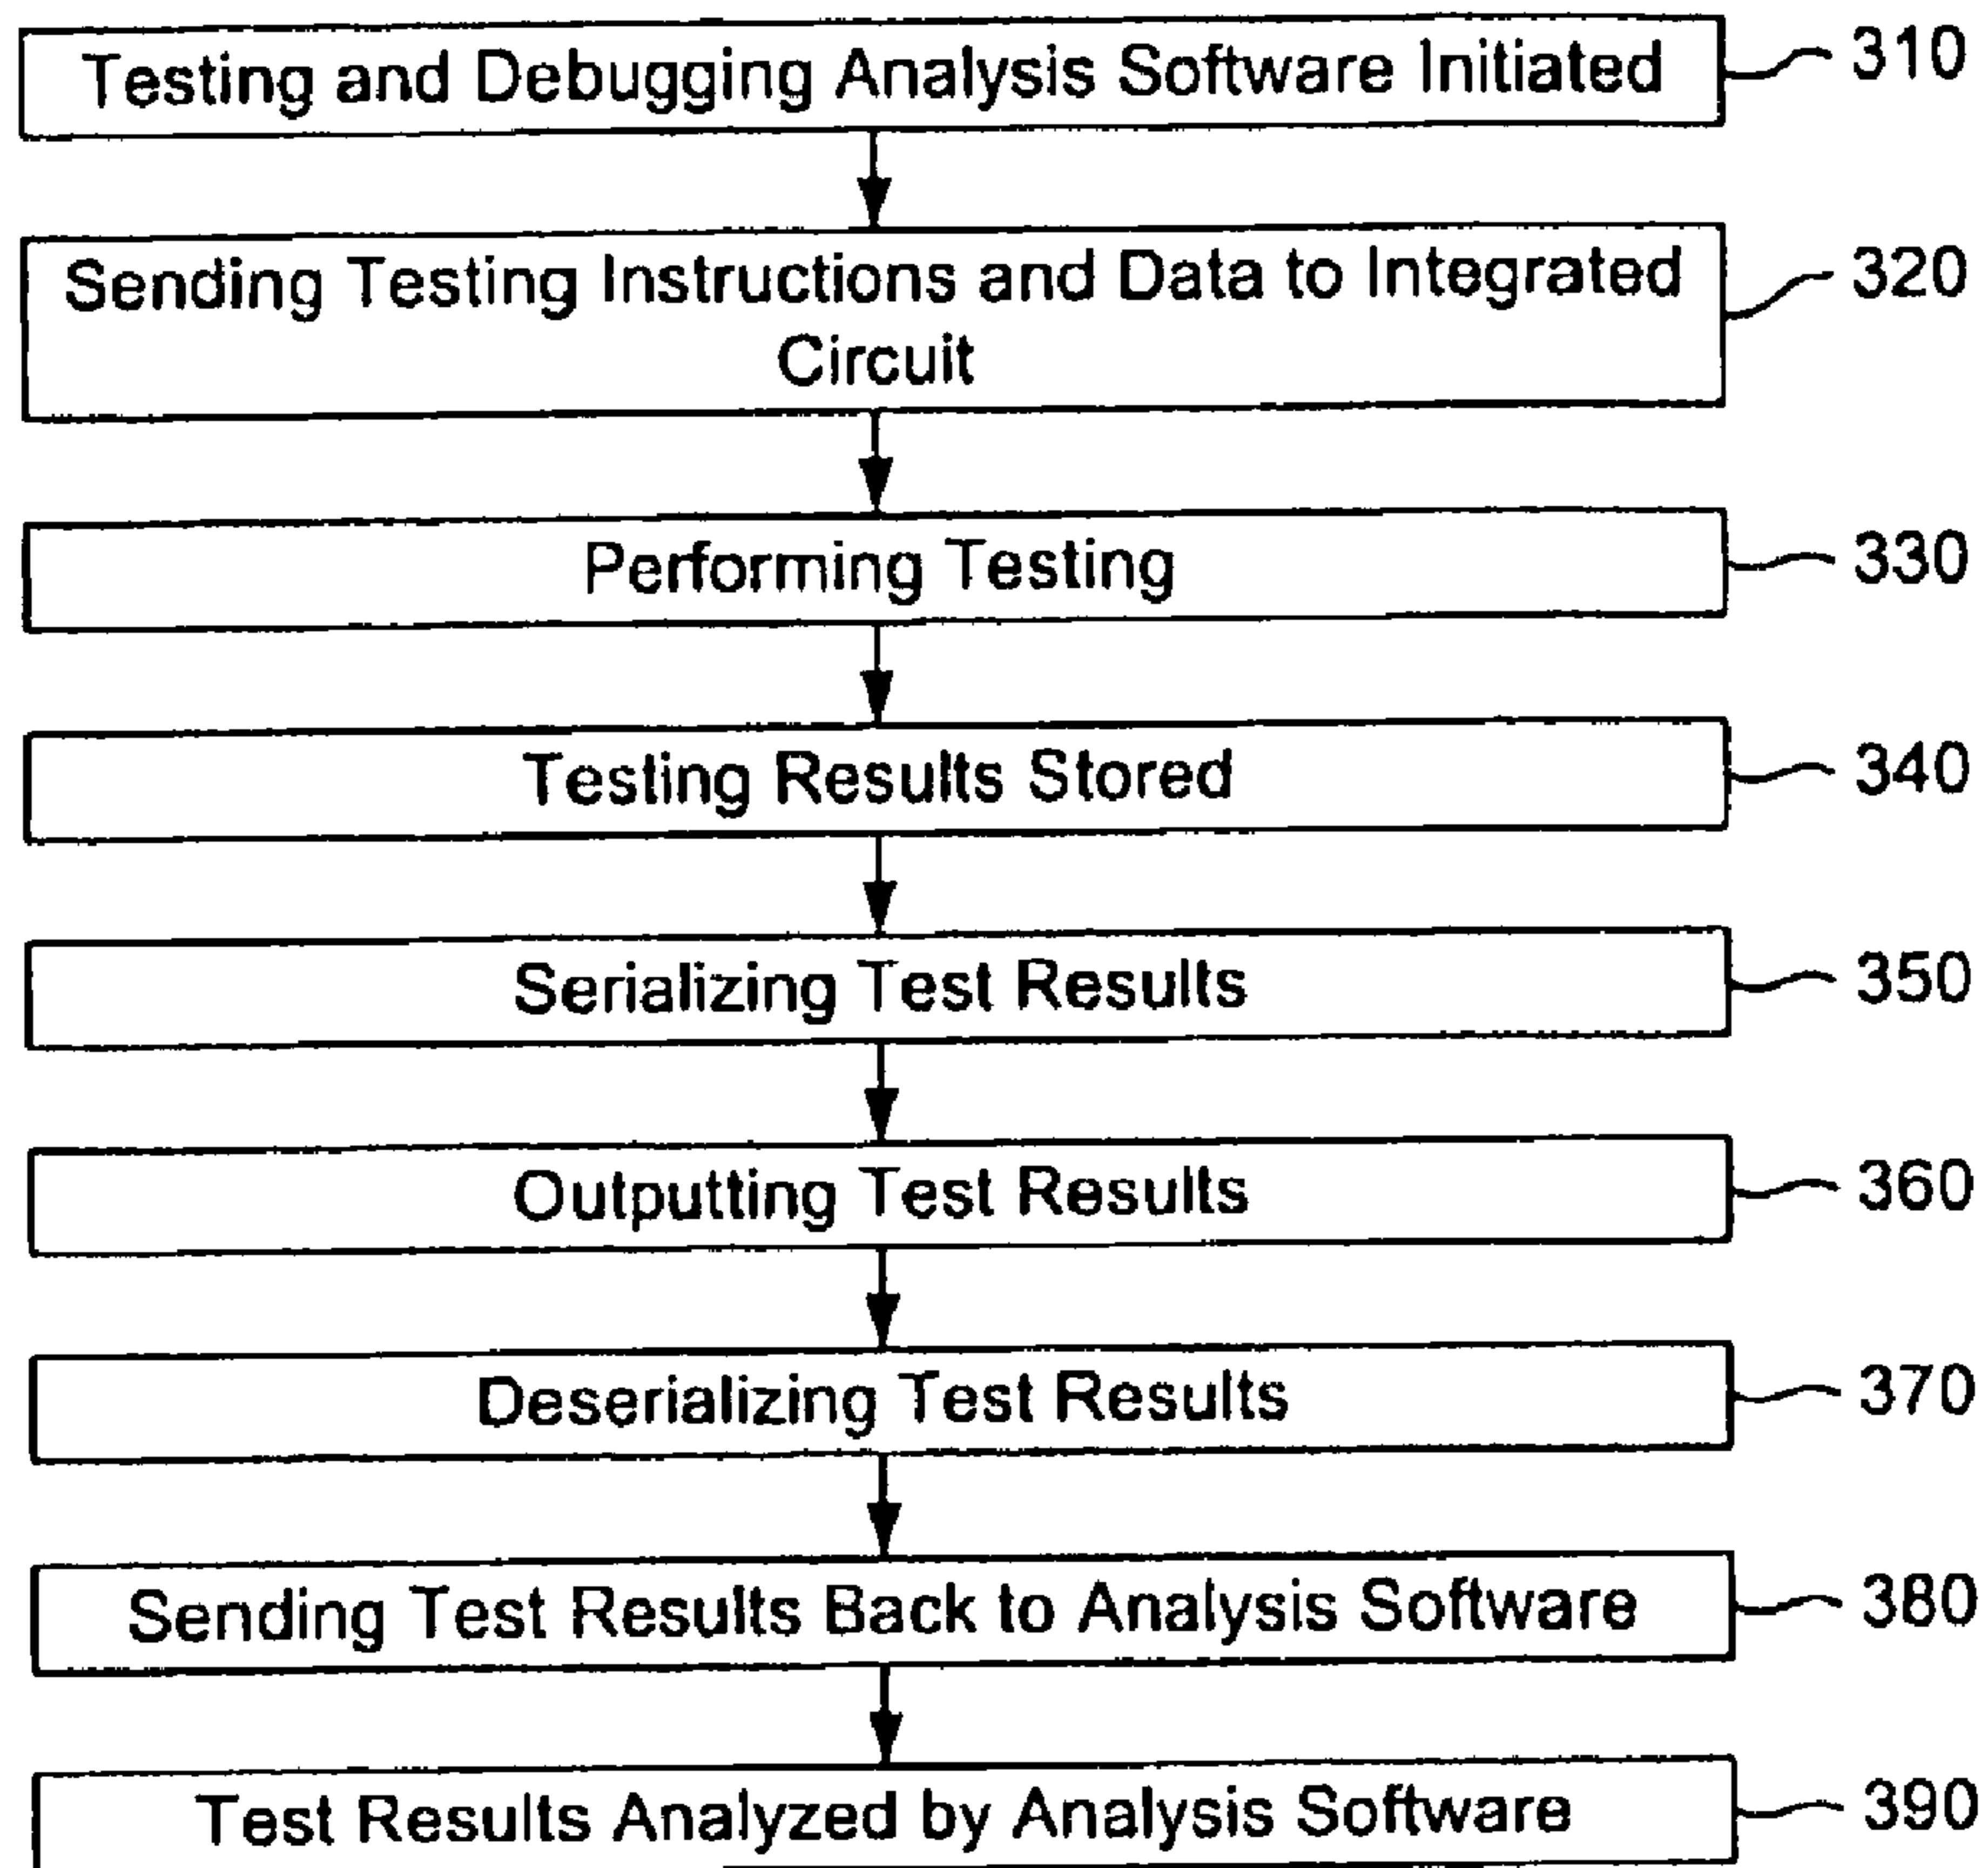 Testing and Debugging Analysis Software Initiated 310
Sending Testing Instructions and Data to Integrated 320
Circuit
Performing Testing 330
Testing Results Stored 340
Serializing Test Results 350
Outputting Test Results 360
Deserializing Test Results 370
Sending Test Results Back to Analysis Software 380
Test Results Analyzed by Analysis Software 390